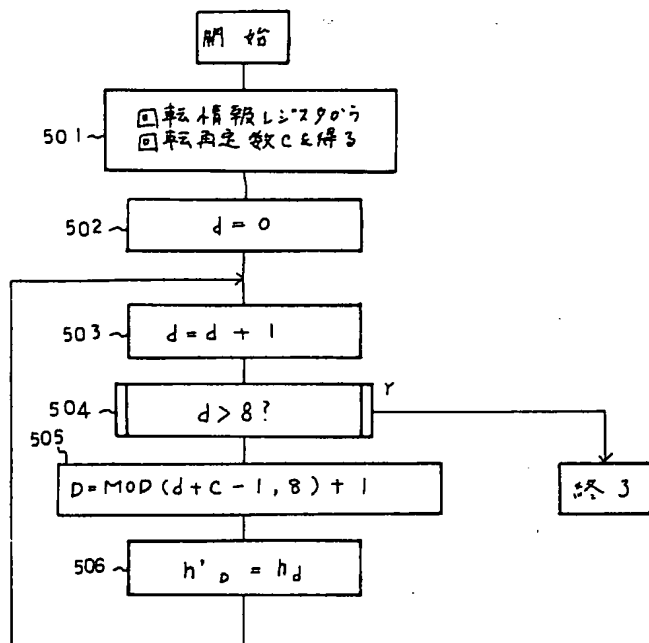 開 始
501
回転情報レジスタから
回転再定数Cを得る
502
d = 0
503
d = d + 1
504
d > 8 ?
Y
505
D = MOD (d + C - 1, 8) + 1
終 了
506
h'D = hd